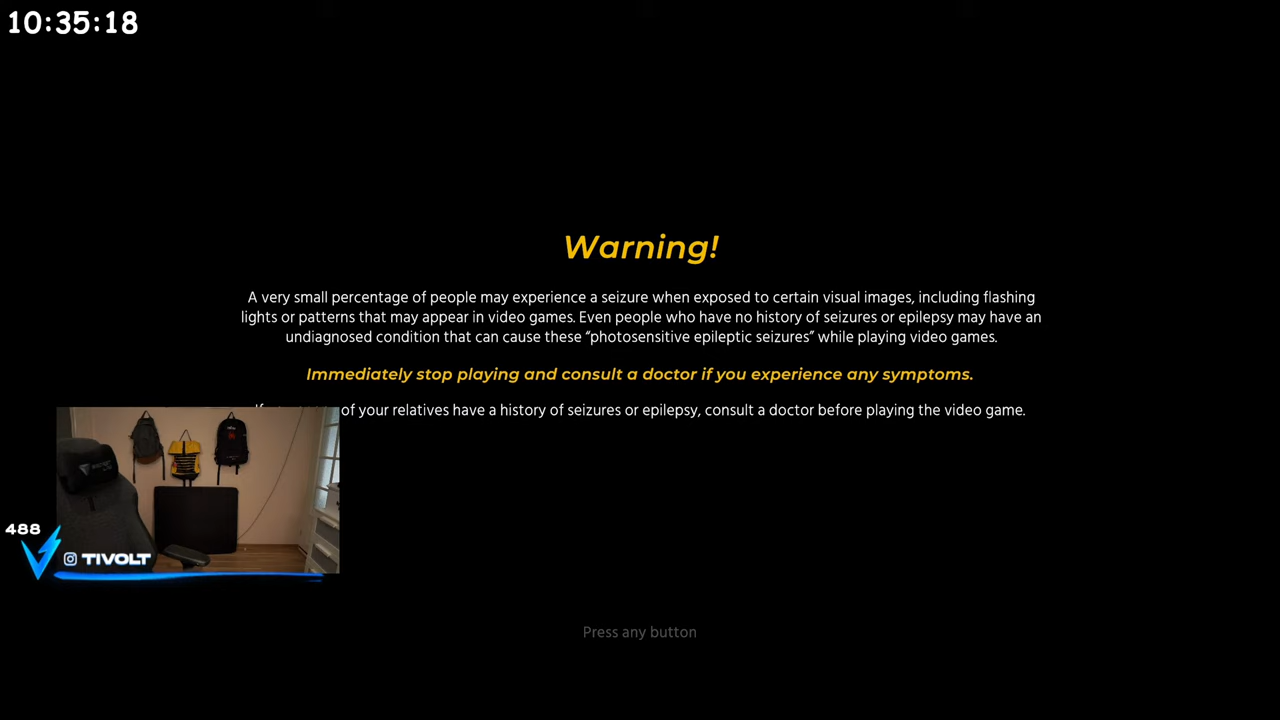 10:35:18
Warning!
A very small percentage of people may experience a seizure when exposed to certain visual images, including flashing
lights or patterns that may appear in video games. Even people who have no history of seizures or epilepsy may have an
undiagnosed condition that can cause these “photosensitive epileptic seizures” while playing video games.
Immediately stop playing and consult a doctor if you experience any symptoms.
of your relatives have a history of seizures or epilepsy, consult a doctor before playing the video game.
488
TIVOLT
Press any button